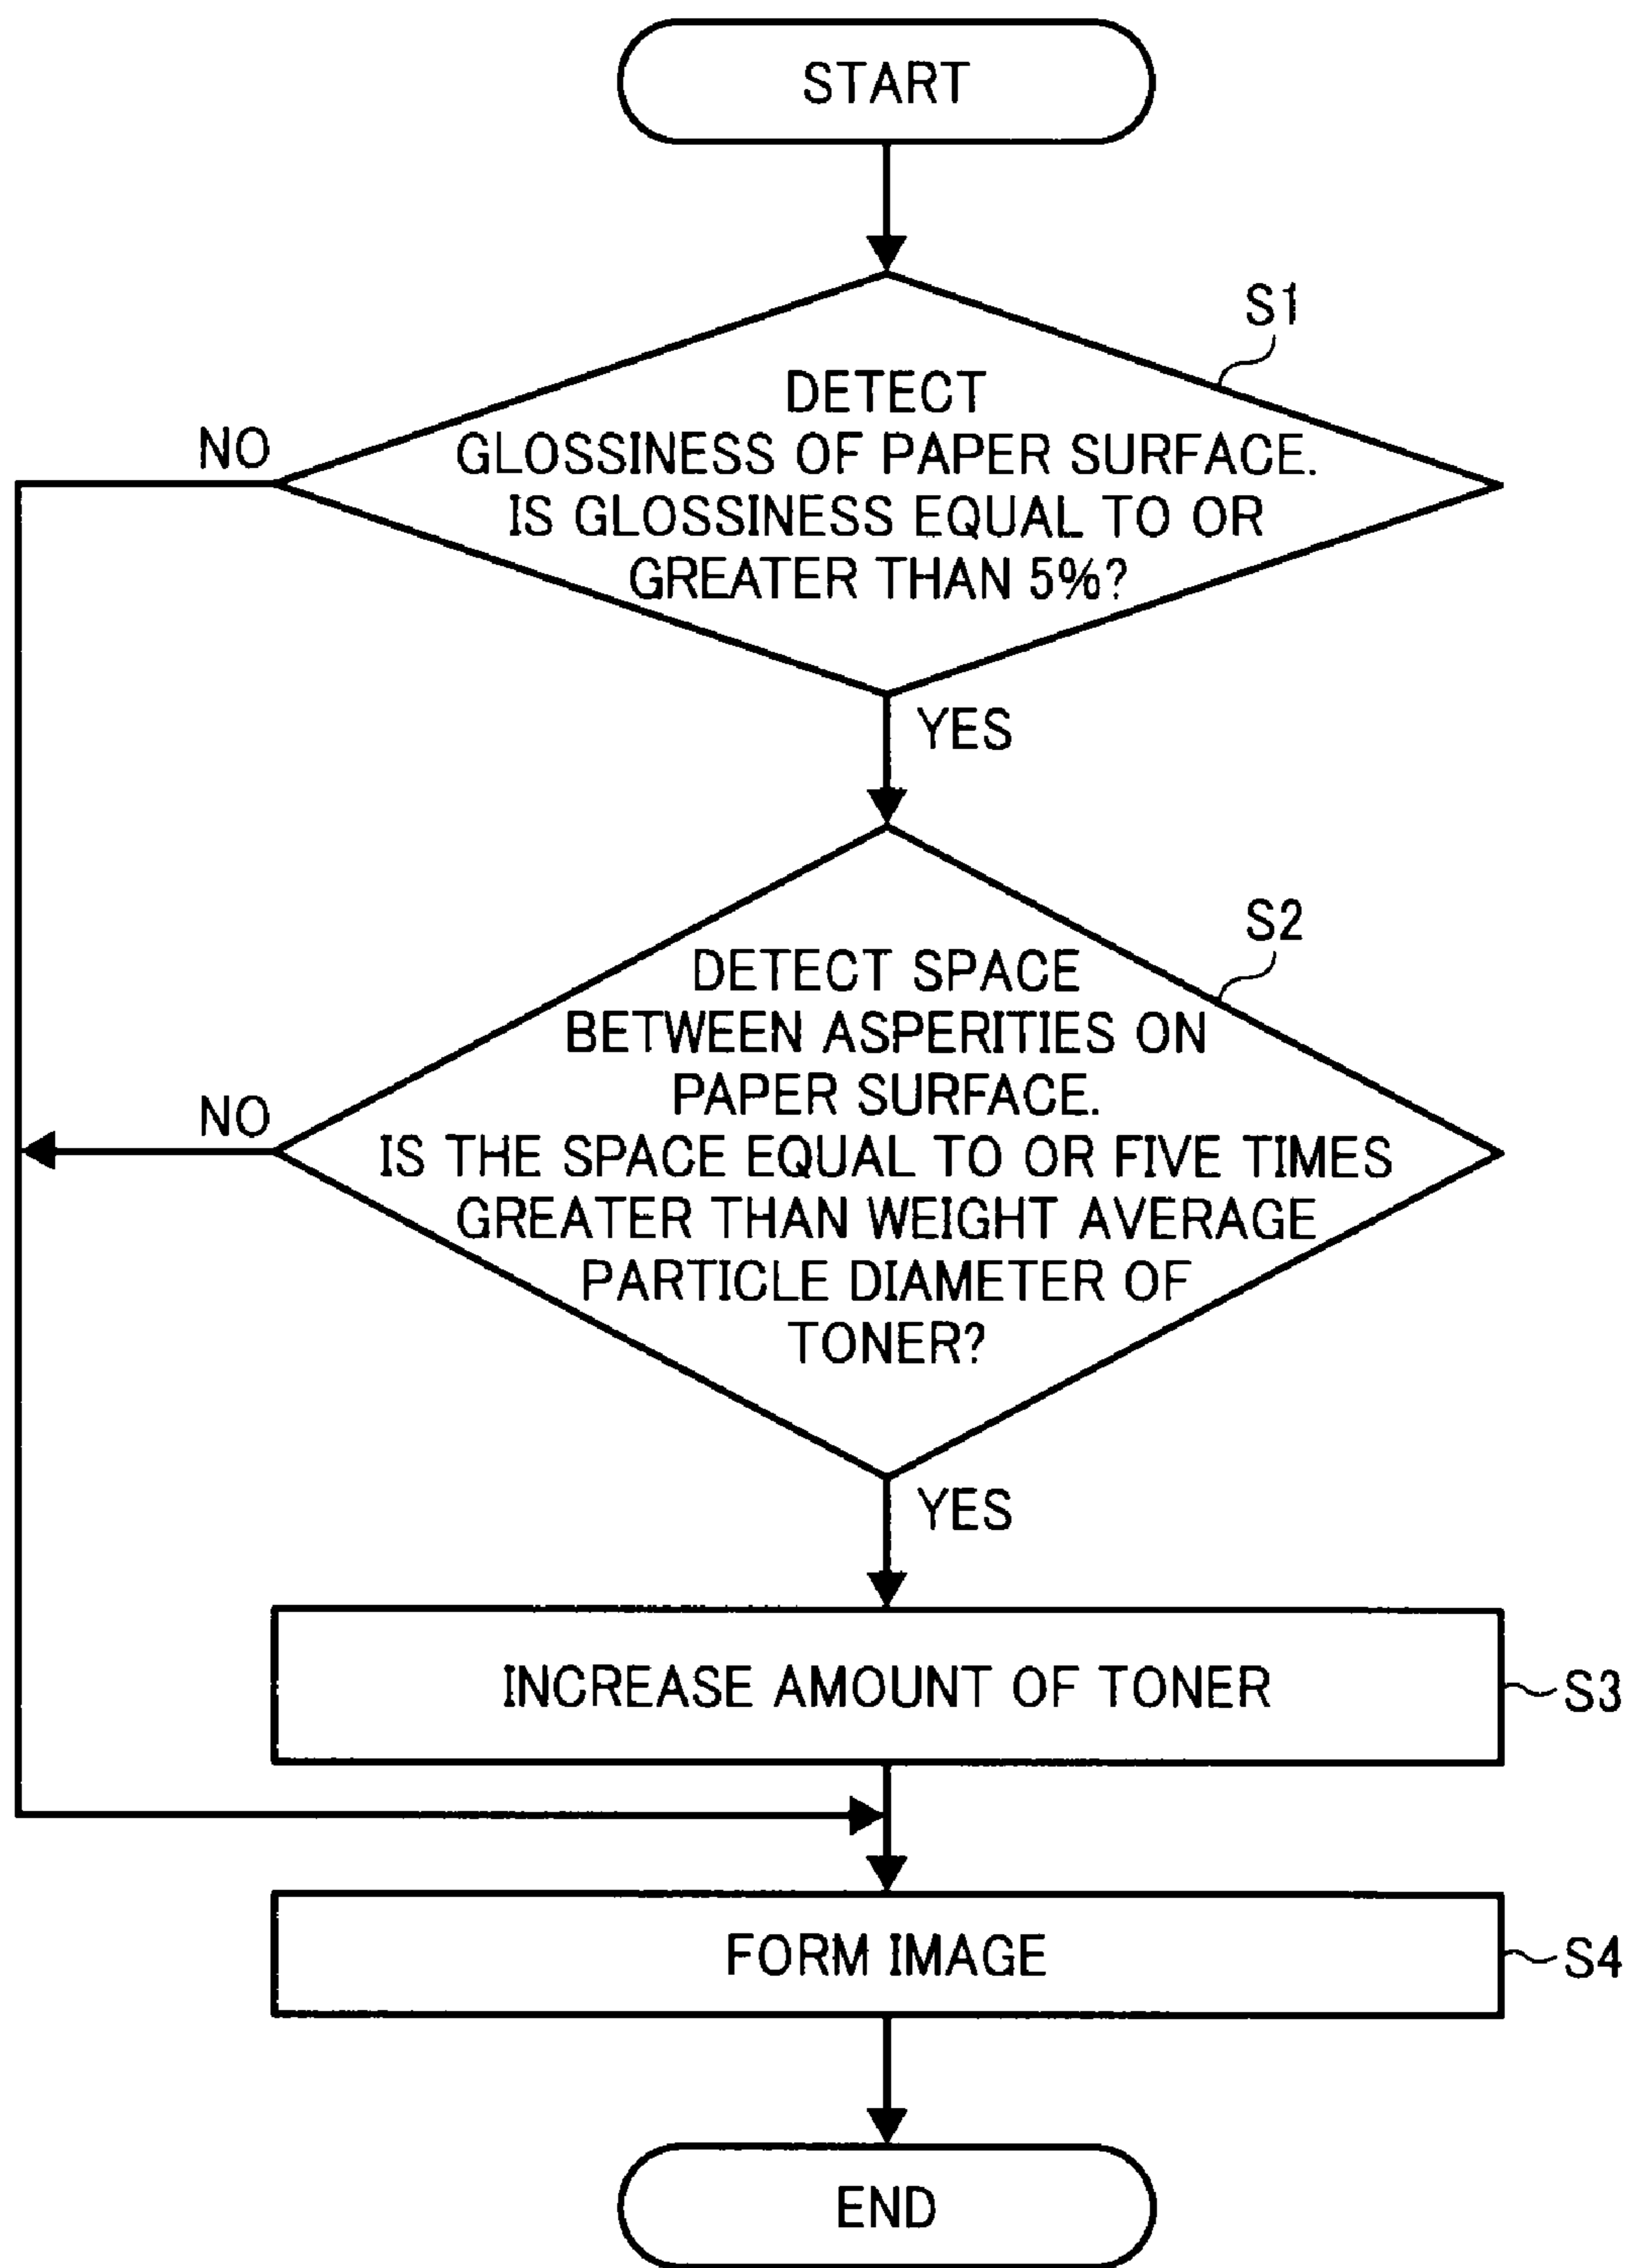 START
S1
DETECT
GLOSSINESS OF PAPER SURFACE.
IS GLOSSINESS EQUAL TO OR
GREATER THAN 5%?
NO
YES
S2
DETECT SPACE
BETWEEN ASPERITIES ON
PAPER SURFACE.
IS THE SPACE EQUAL TO OR FIVE TIMES
GREATER THAN WEIGHT AVERAGE
PARTICLE DIAMETER OF
TONER?
NO
YES
INCREASE AMOUNT OF TONER
S3
FORM IMAGE
S4
END